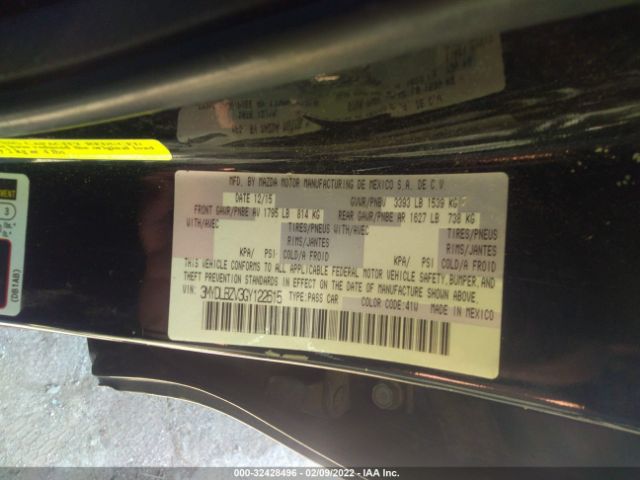 MFD. BY MAZDA MOTOR MANUFACTURING DE MEXICO S.A. DE C.V.
DATE 12/15 GVWR/PNBV 3393 LB 1539 KG
FRONT GAWR/PNBE AV 1795 LB 814 KG REAR GAWR/PNBE AR 1627 LB 738 KG
WITH/AVEC TIRES/PNEUS WITH/AVEC TIRES/PNEUS
RIMS/JANTES RIMS/JANTES
KPA/ PSI COLD/A FROID KPA/ PSI COLD/A FROID
THIS VEHICLE CONFORMS TO ALL APPLICABLE FEDERAL MOTOR VEHICLE SAFETY, BUMPER, AND
THEFT PREVENTION STANDARDS IN EFFECT ON THE DATE OF MANUFACTURE SHOWN ABOVE.
VIN: 3MYDLBZV3GY122515 TYPE: PASS CAR COLOR CODE: 41W MADE IN MEXICO
3
(DB1AB)
000-32428496 - 02/09/2022 - IAA Inc.